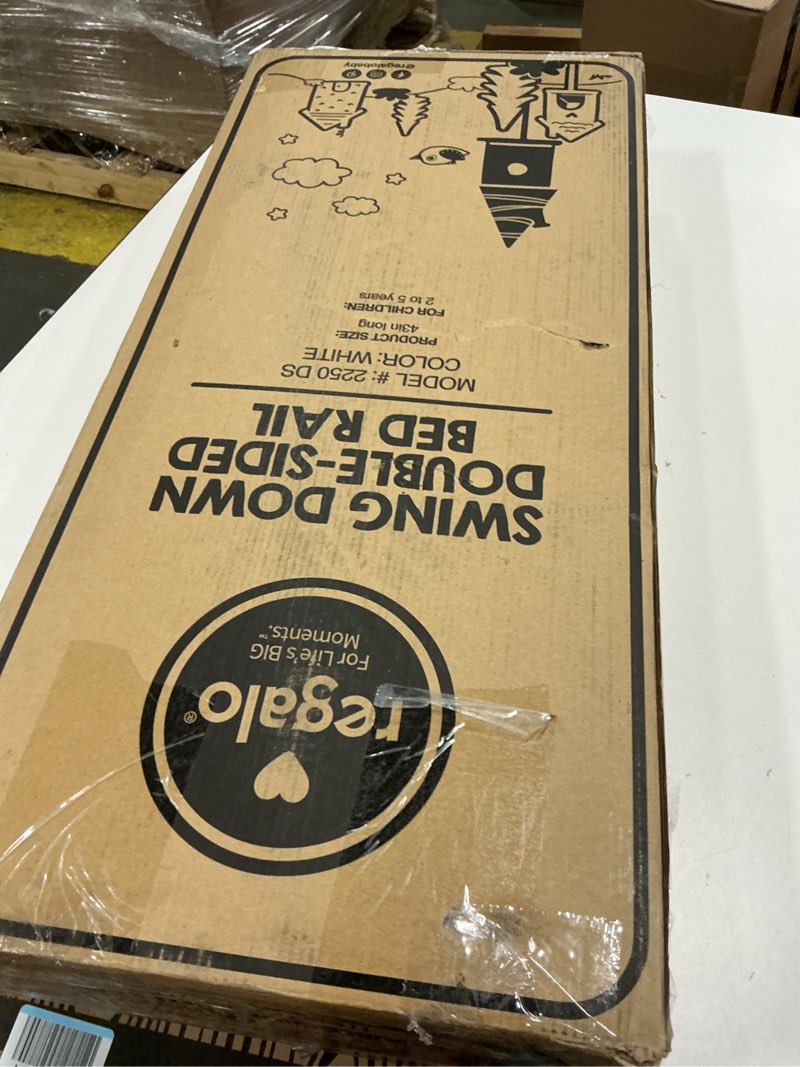 regalo®
For Life's BIG
Moments.™
SWING DOWN
DOUBLE-SIDED
BED RAIL
MODEL #: 2250 DS
COLOR: WHITE
PRODUCT SIZE:
43in long
FOR CHILDREN:
2 to 5 years
@regalobaby